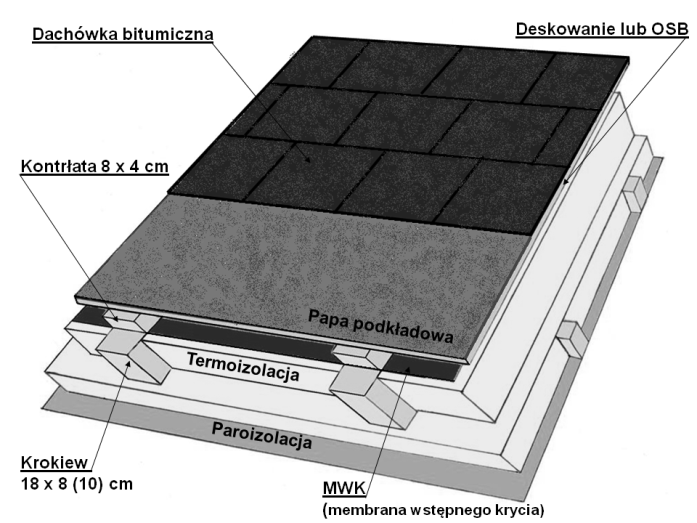 Dachówka bitumiczna
Deskowanie lub OSB
Kontrłata 8 x 4 cm
Papa podkładowa
Termoizolacja
Paroizolacja
Krokiew
18 x 8 (10) cm
MWK
(membrana wstępnego krycia)